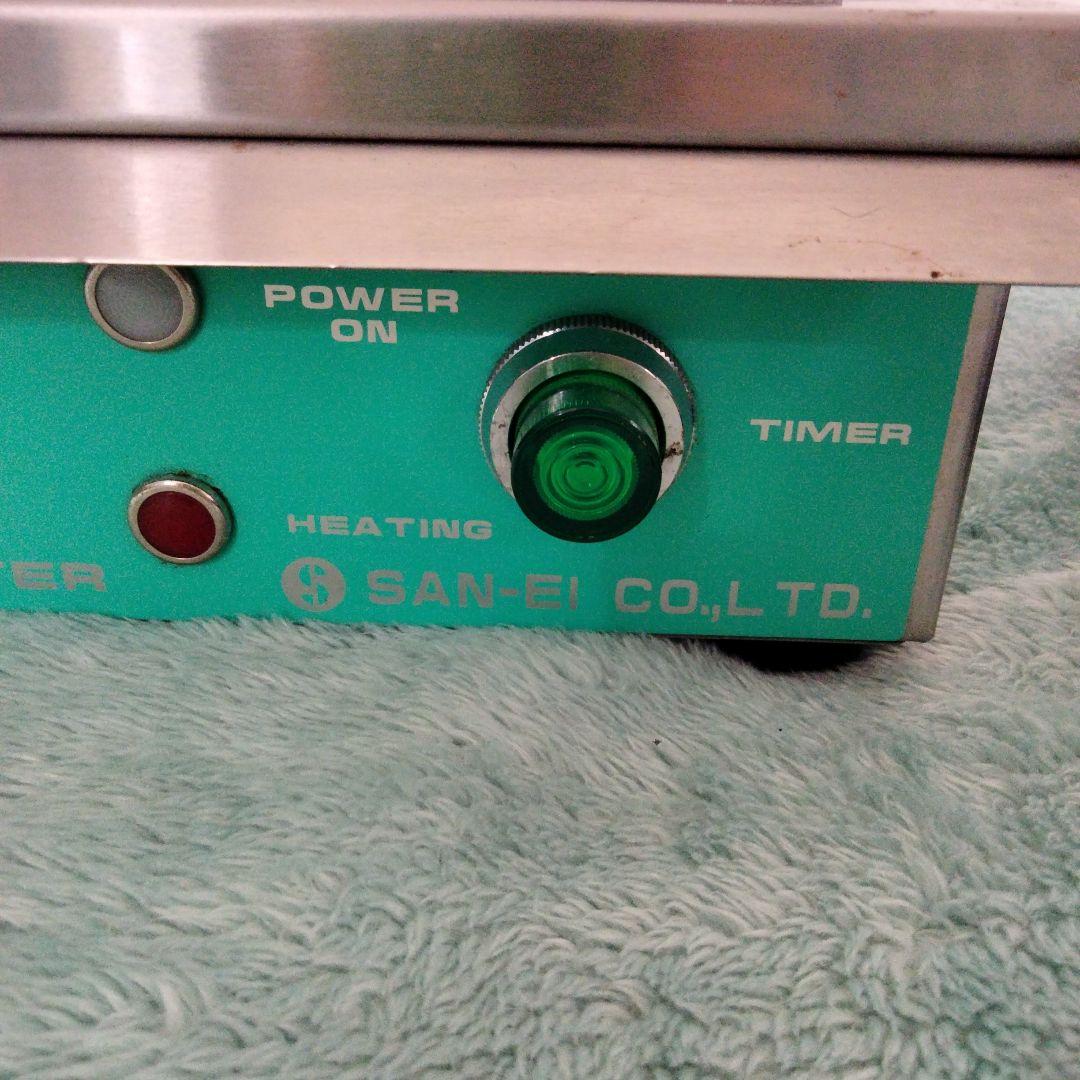 POWER
ON
TIMER
HEATING
TER
SAN-EI CO.,LTD.